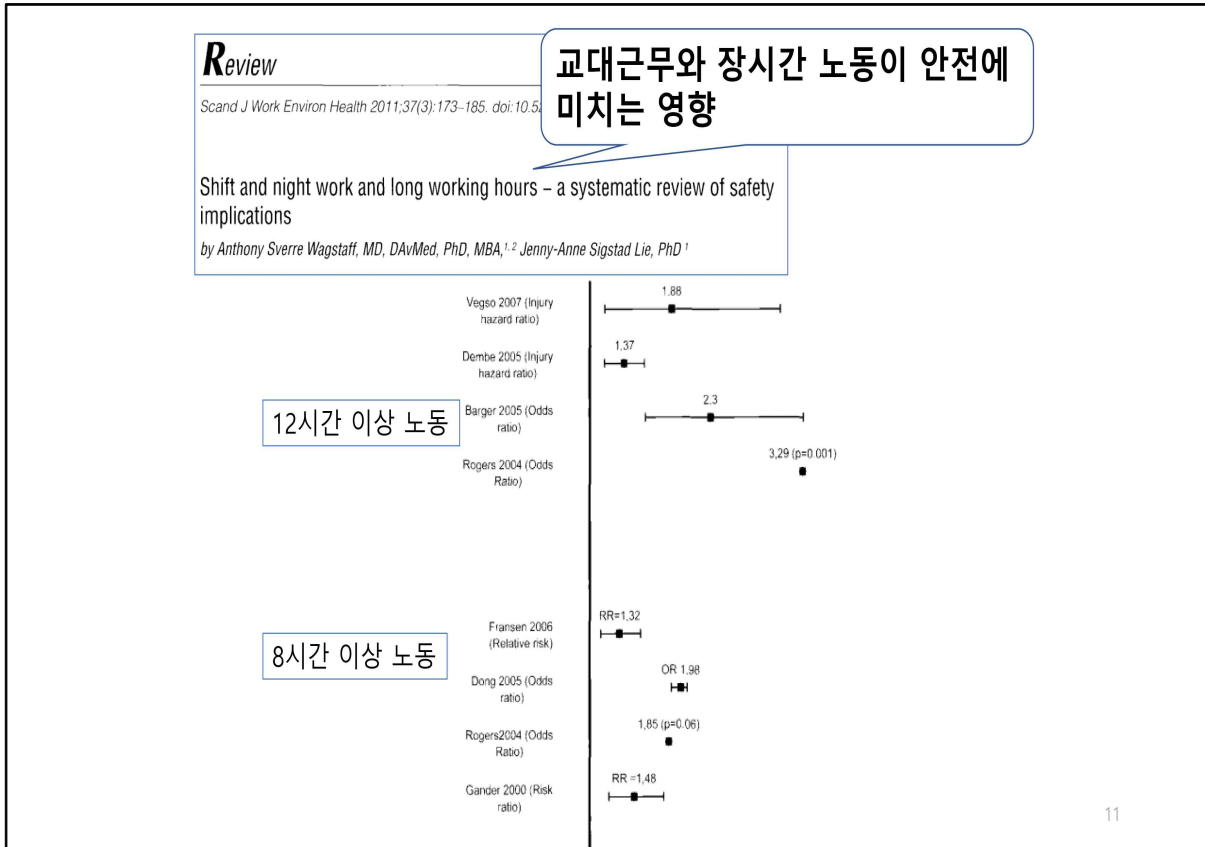 Review
교대근무와 장시간 노동이 안전에
미치는 영향
Scand J Work Environ Health 2011;37(3):173–185. doi:10.52
Shift and night work and long working hours – a systematic review of safety
implications
by Anthony Sverre Wagstaff, MD, DAvMed, PhD, MBA,1, 2 Jenny-Anne Sigstad Lie, PhD 1
Vegso 2007 (Injury
hazard ratio)
1.88
Dembe 2005 (Injury
hazard ratio)
1,37
12시간 이상 노동
Barger 2005 (Odds
ratio)
2.3
Rogers 2004 (Odds
Ratio)
3,29 (p=0.001)
8시간 이상 노동
Fransen 2006
(Relative risk)
RR=1,32
Dong 2005 (Odds
ratio)
OR 1,98
Rogers2004 (Odds
Ratio)
1,85 (p=0.06)
Gander 2000 (Risk
ratio)
RR =1,48
11